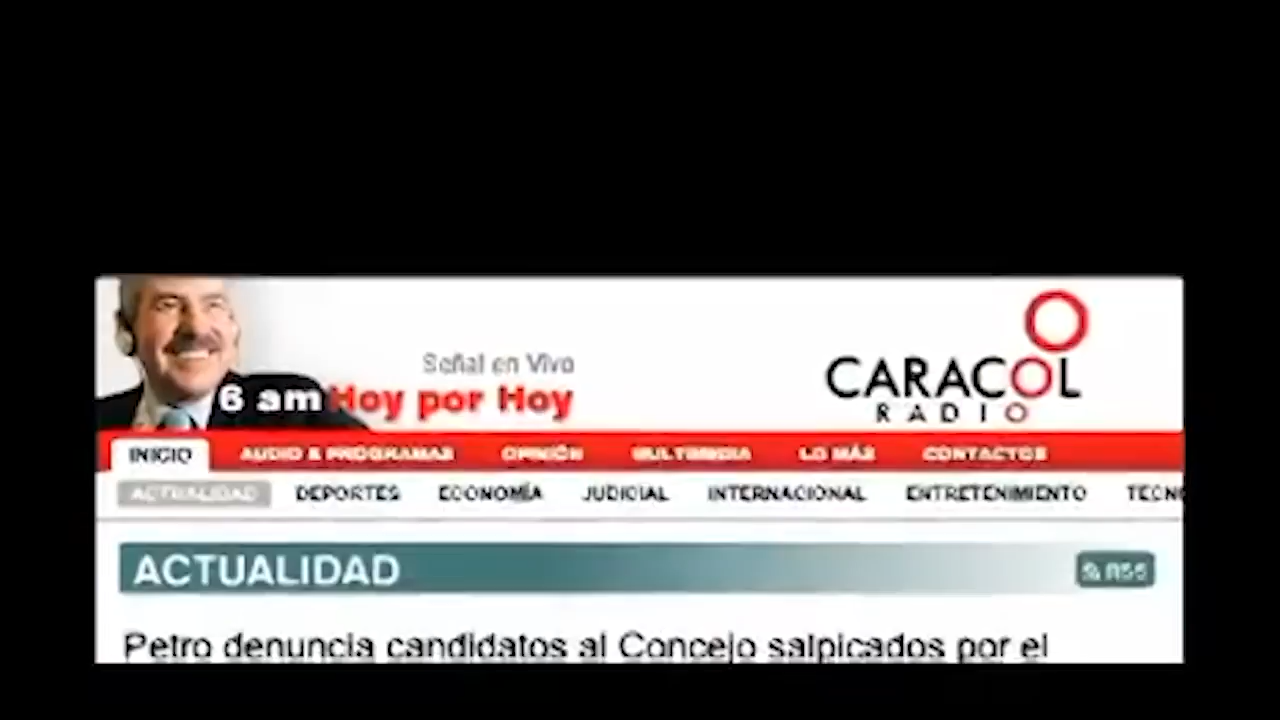 Señal en Vivo
6 am Hoy por Hoy
CARACOL
RADIO
INICIO AUDIO & PROGRAMAS OPINIÓN MULTIMEDIA LO MÁS CONTACTOS
ACTUALIDAD DEPORTES ECONOMÍA JUDICIAL INTERNACIONAL ENTRETENIMIENTO TECNO
ACTUALIDAD
RSS
Petro denuncia candidatos al Concejo salpicados por el